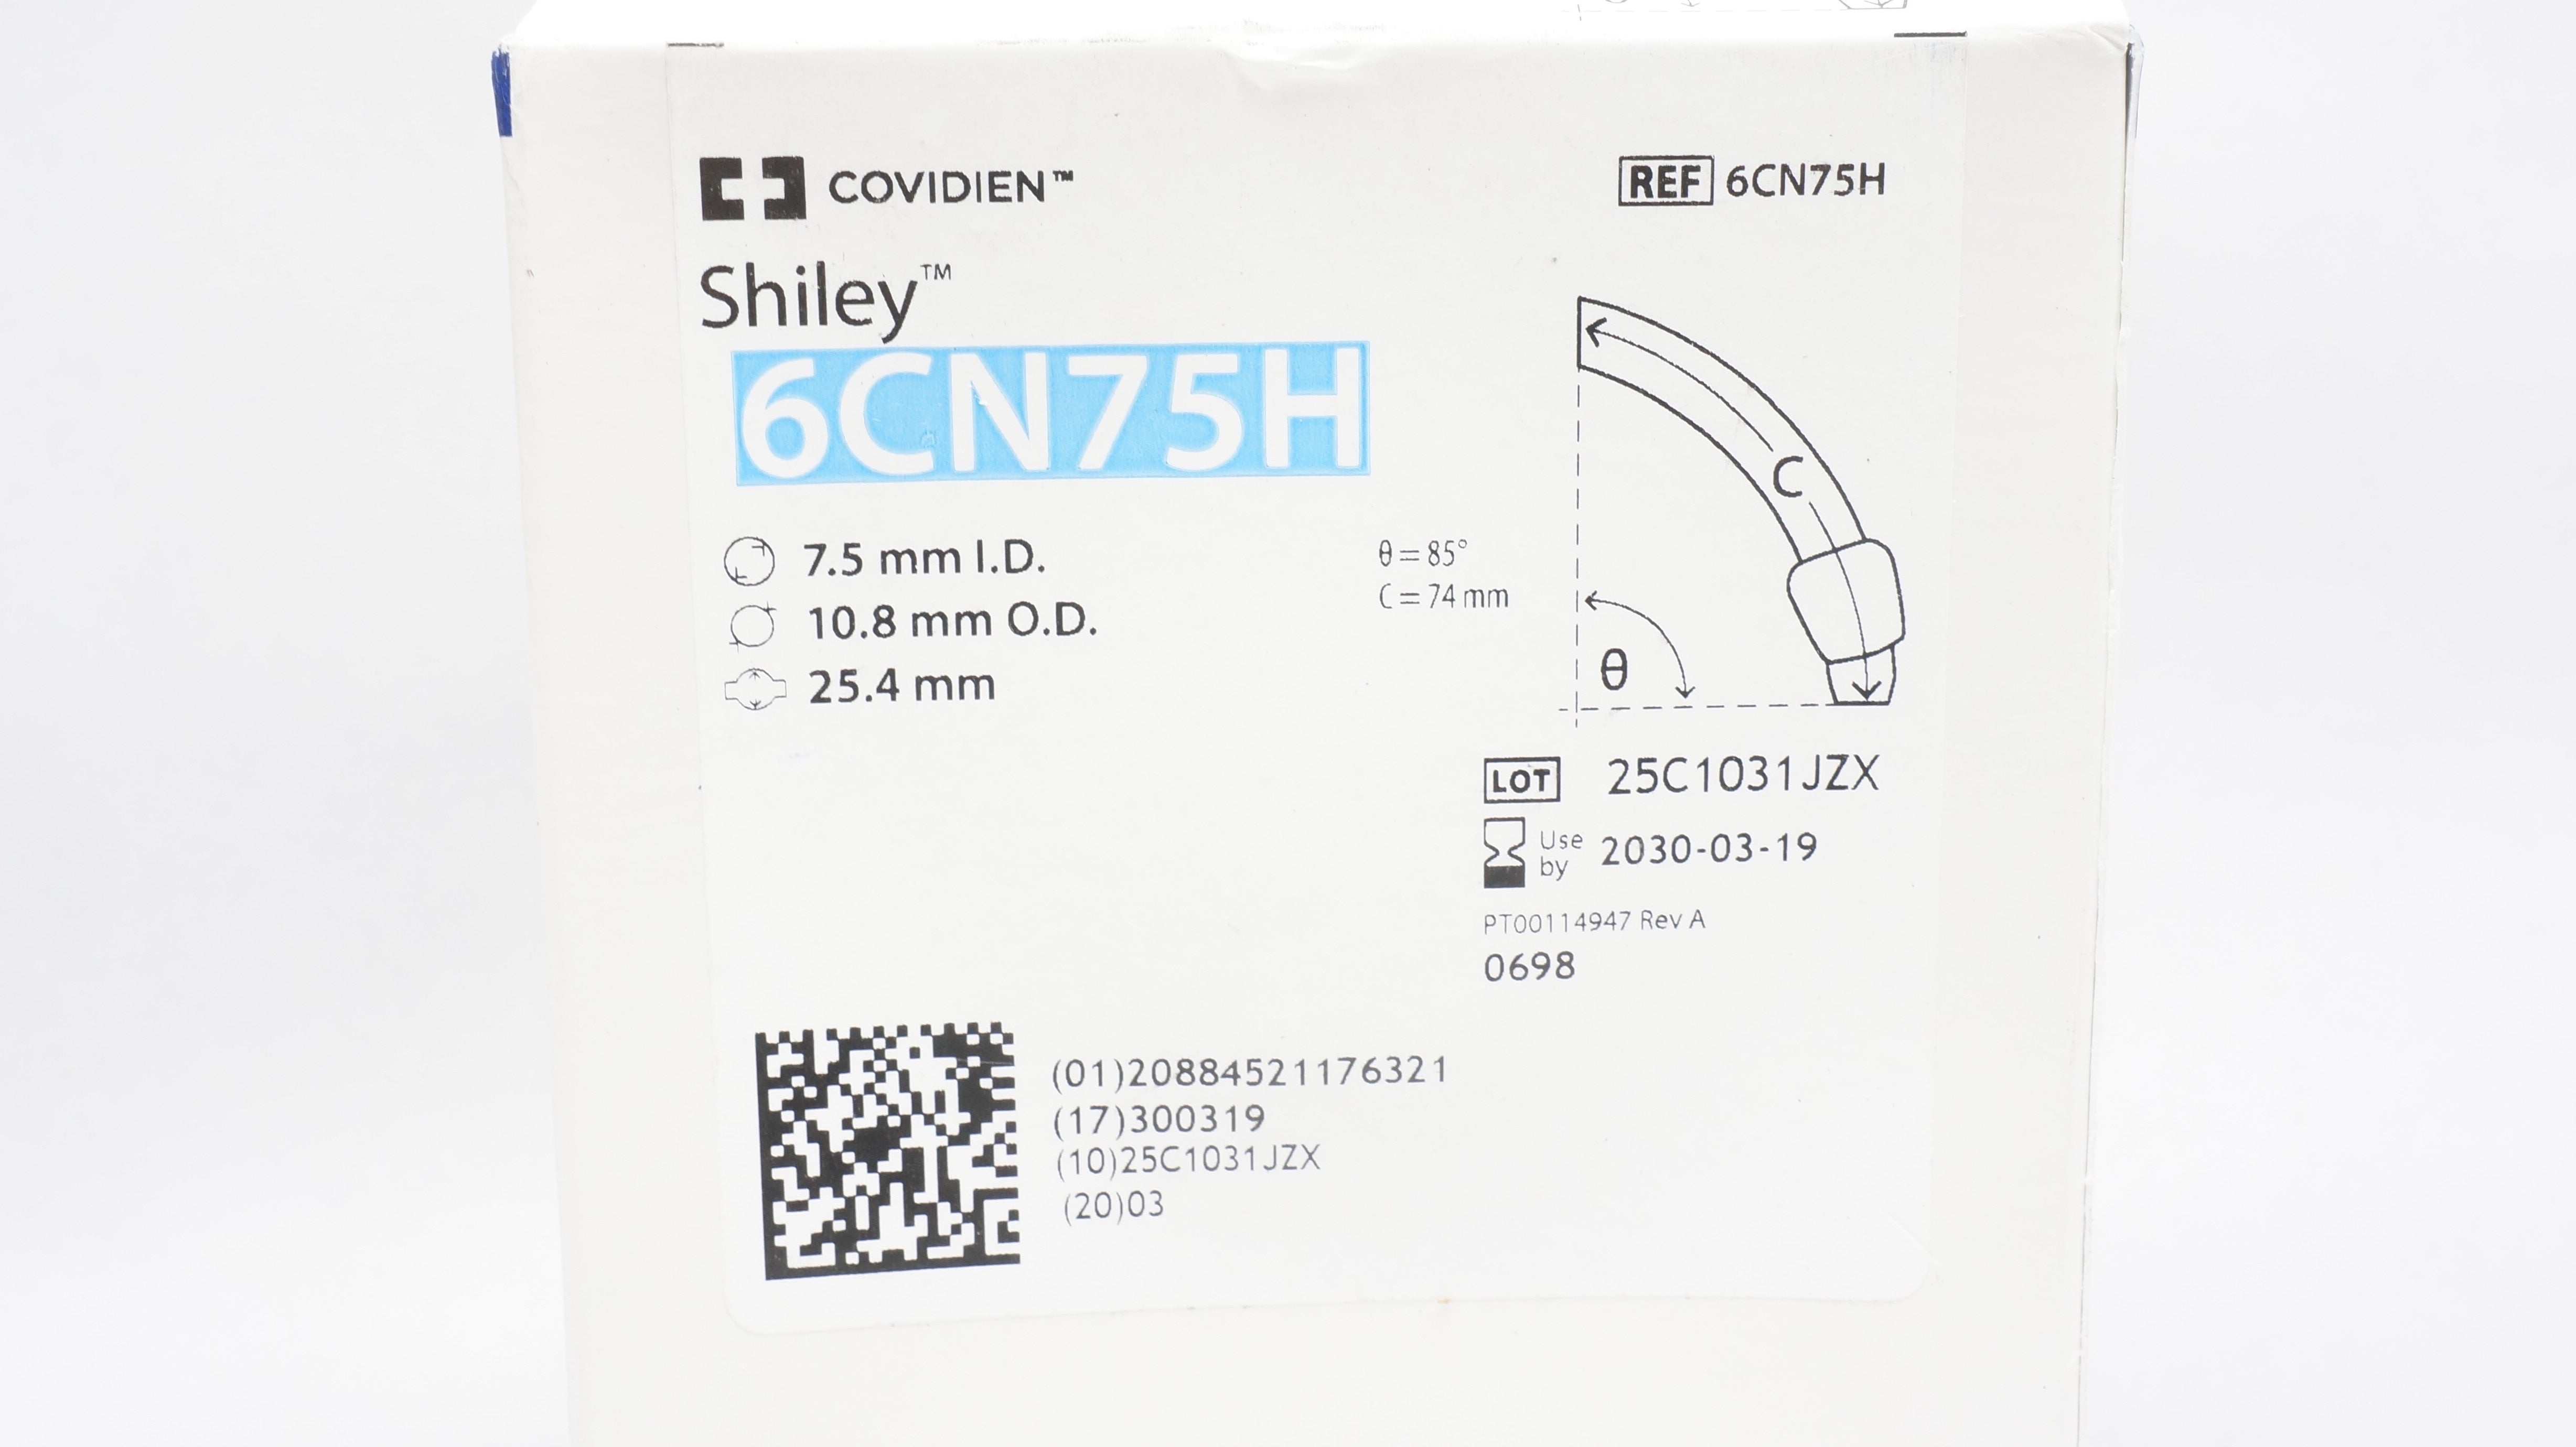 COVIDIEN™
REF 6CN75H
Shiley™
6CN75H
7.5 mm I.D.
10.8 mm O.D.
25.4 mm
θ = 85°
C = 74 mm
C
θ
LOT 25C1031JZX
Use by 2030-03-19
PT00114947 Rev A
0698
(01)20884521176321
(17)300319
(10)25C1031JZX
(20)03